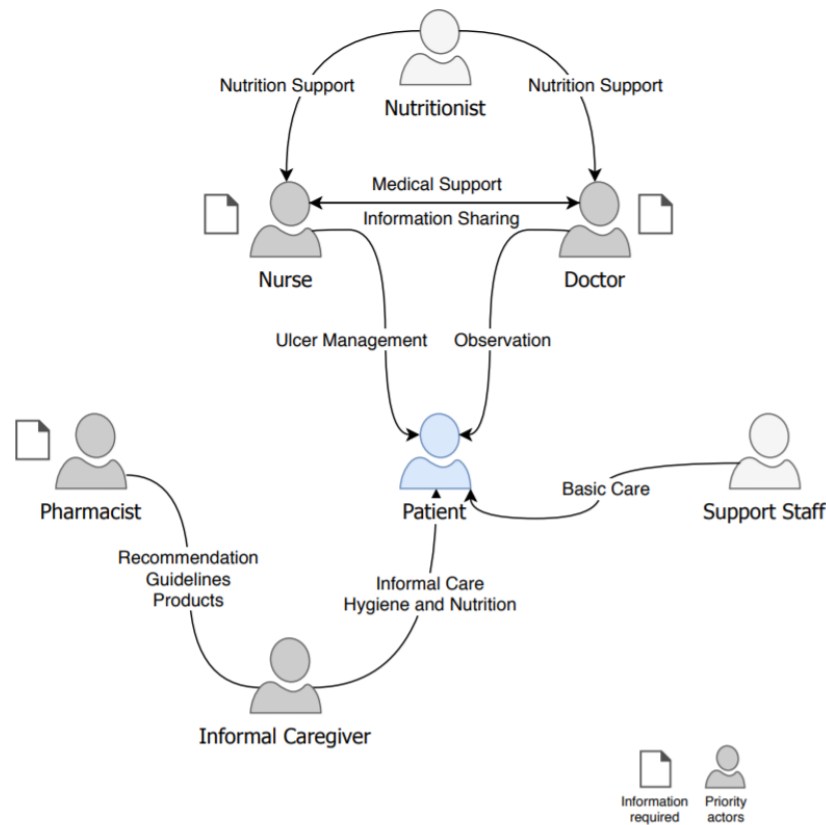 Nutrition Support
Nutrition Support
Nutritionist
Medical Support
Information Sharing
Nurse
Doctor
Ulcer Management
Observation
Pharmacist
Patient
Basic Care
Support Staff
Recommendation
Guidelines
Products
Informal Care
Hygiene and Nutrition
Informal Caregiver
Information
required
Priority
actors